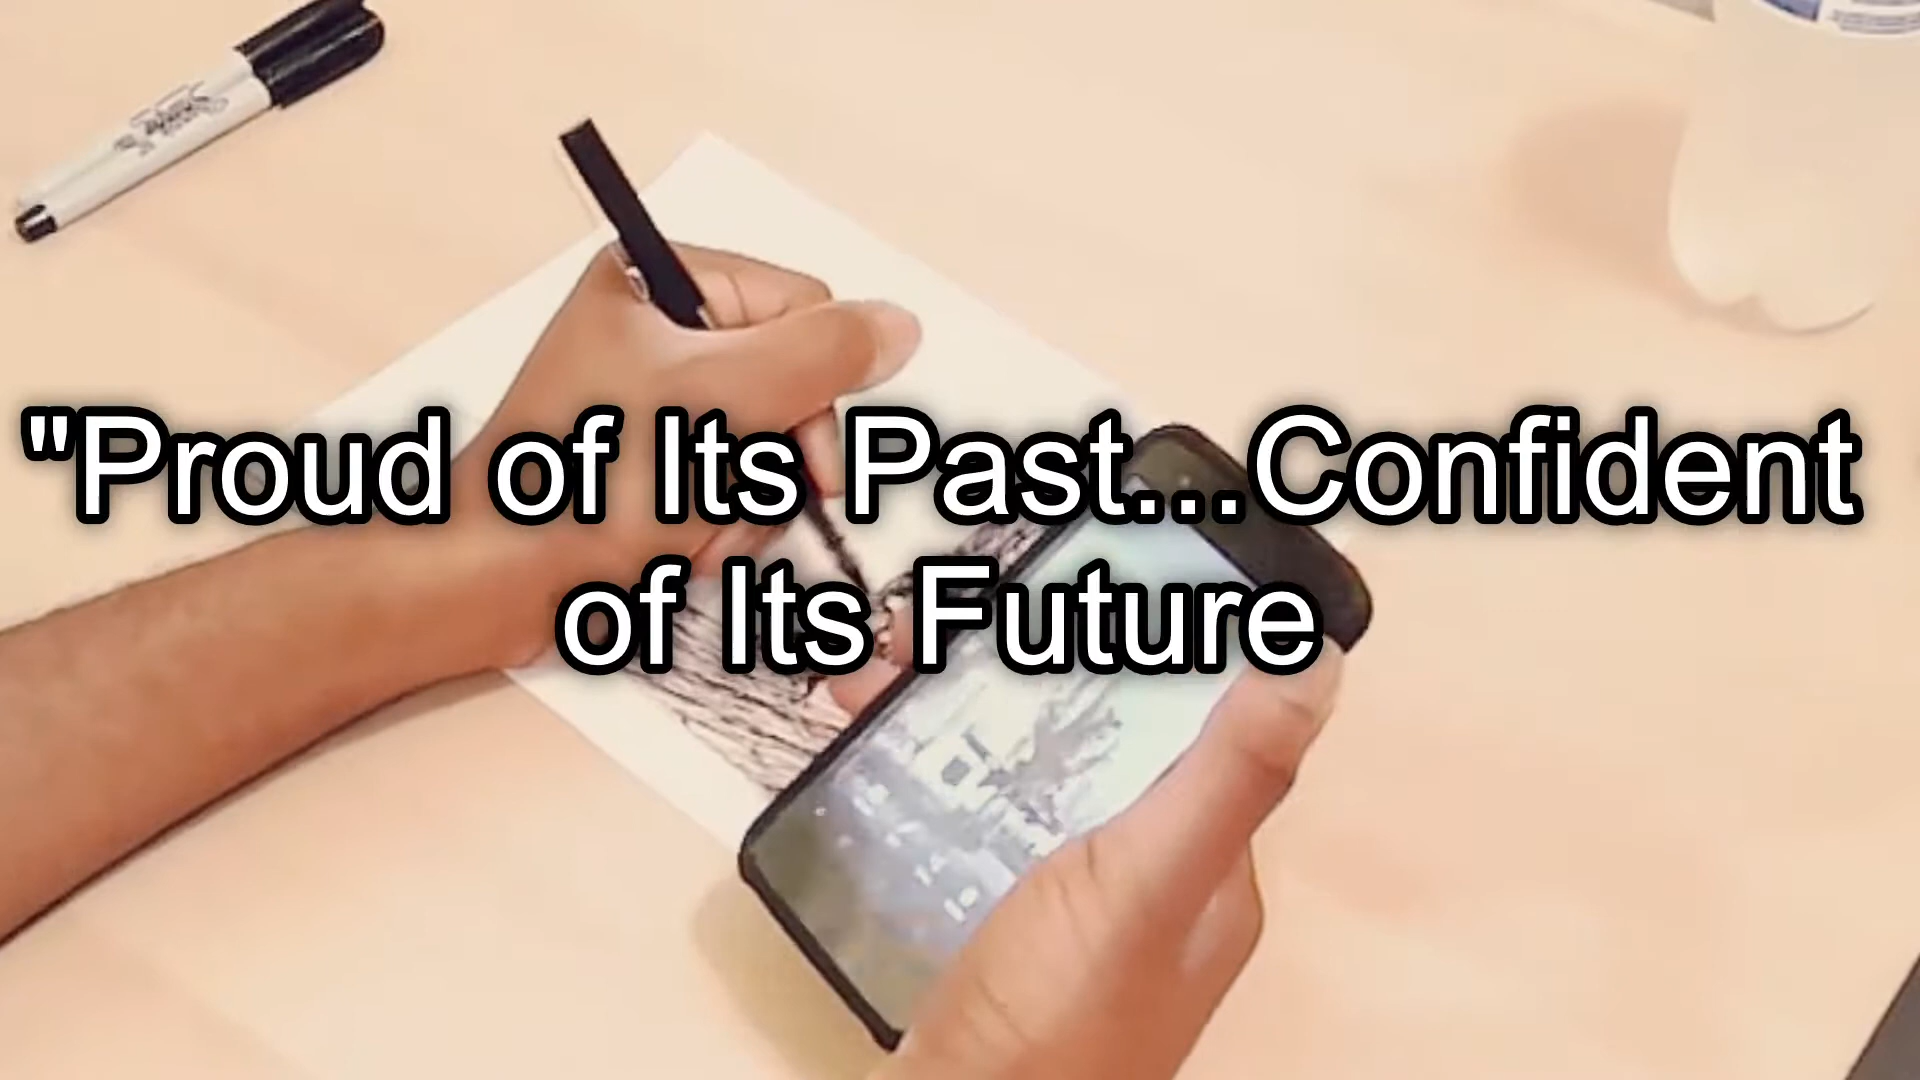 "Proud of Its Past...Confident
of Its Future